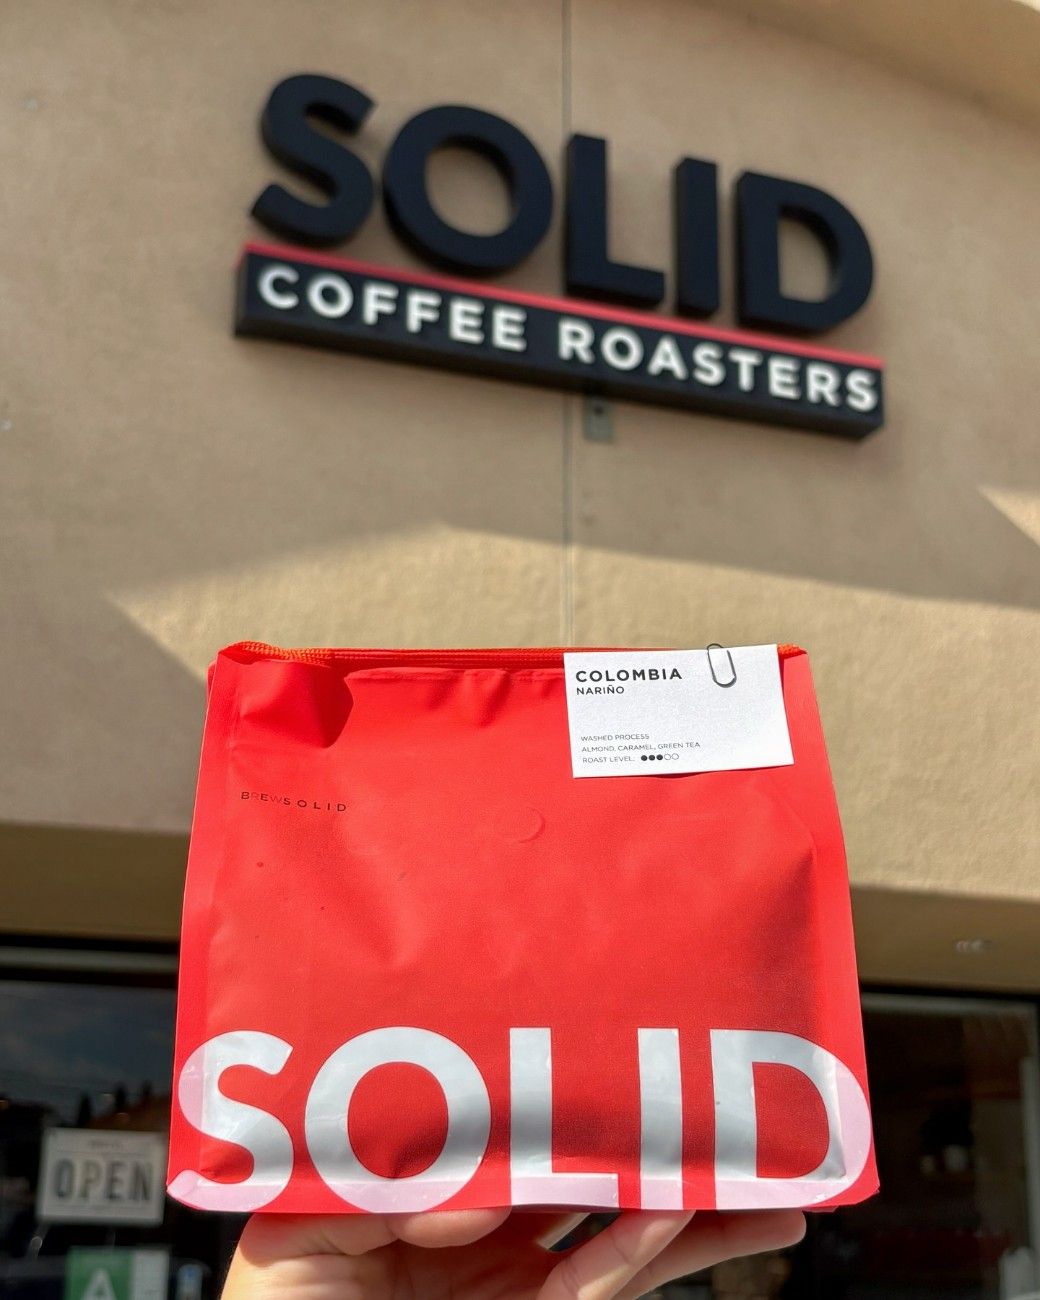 SOLID
COFFEE ROASTERS
COLOMBIA
NARIÑO
WASHED PROCESS
ALMOND, CARAMEL, GREEN TEA
ROAST LEVEL:
BREWSOLID
SOLID
OPEN
A